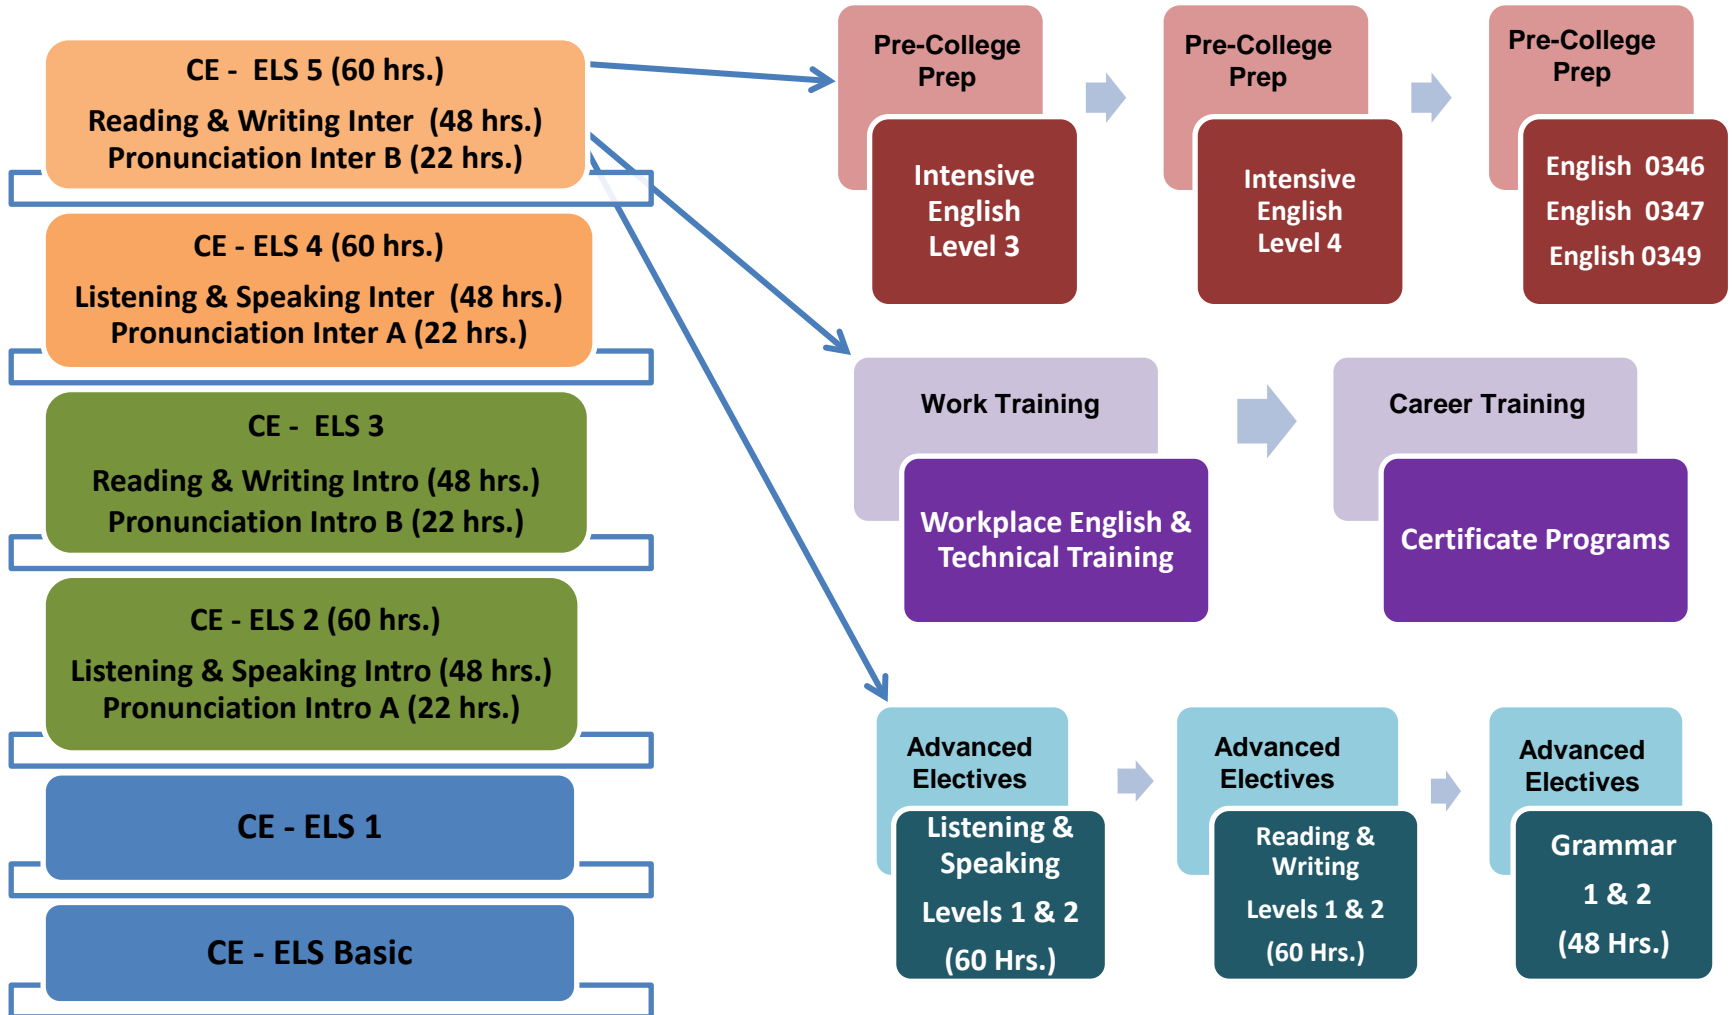 CE - ELS 5 (60 hrs.)
Reading & Writing Inter (48 hrs.)
Pronunciation Inter B (22 hrs.)
CE - ELS 4 (60 hrs.)
Listening & Speaking Inter (48 hrs.)
Pronunciation Inter A (22 hrs.)
CE - ELS 3
Reading & Writing Intro (48 hrs.)
Pronunciation Intro B (22 hrs.)
CE - ELS 2 (60 hrs.)
Listening & Speaking Intro (48 hrs.)
Pronunciation Intro A (22 hrs.)
CE - ELS 1
CE - ELS Basic
Pre-College
Prep
Intensive
English
Level 3
Pre-College
Prep
Intensive
English
Level 4
Pre-College
Prep
English 0346
English 0347
English 0349
Work Training
Workplace English &
Technical Training
Career Training
Certificate Programs
Advanced
Electives
Listening &
Speaking
Levels 1 & 2
(60 Hrs.)
Advanced
Electives
Reading &
Writing
Levels 1 & 2
(60 Hrs.)
Advanced
Electives
Grammar
1 & 2
(48 Hrs.)